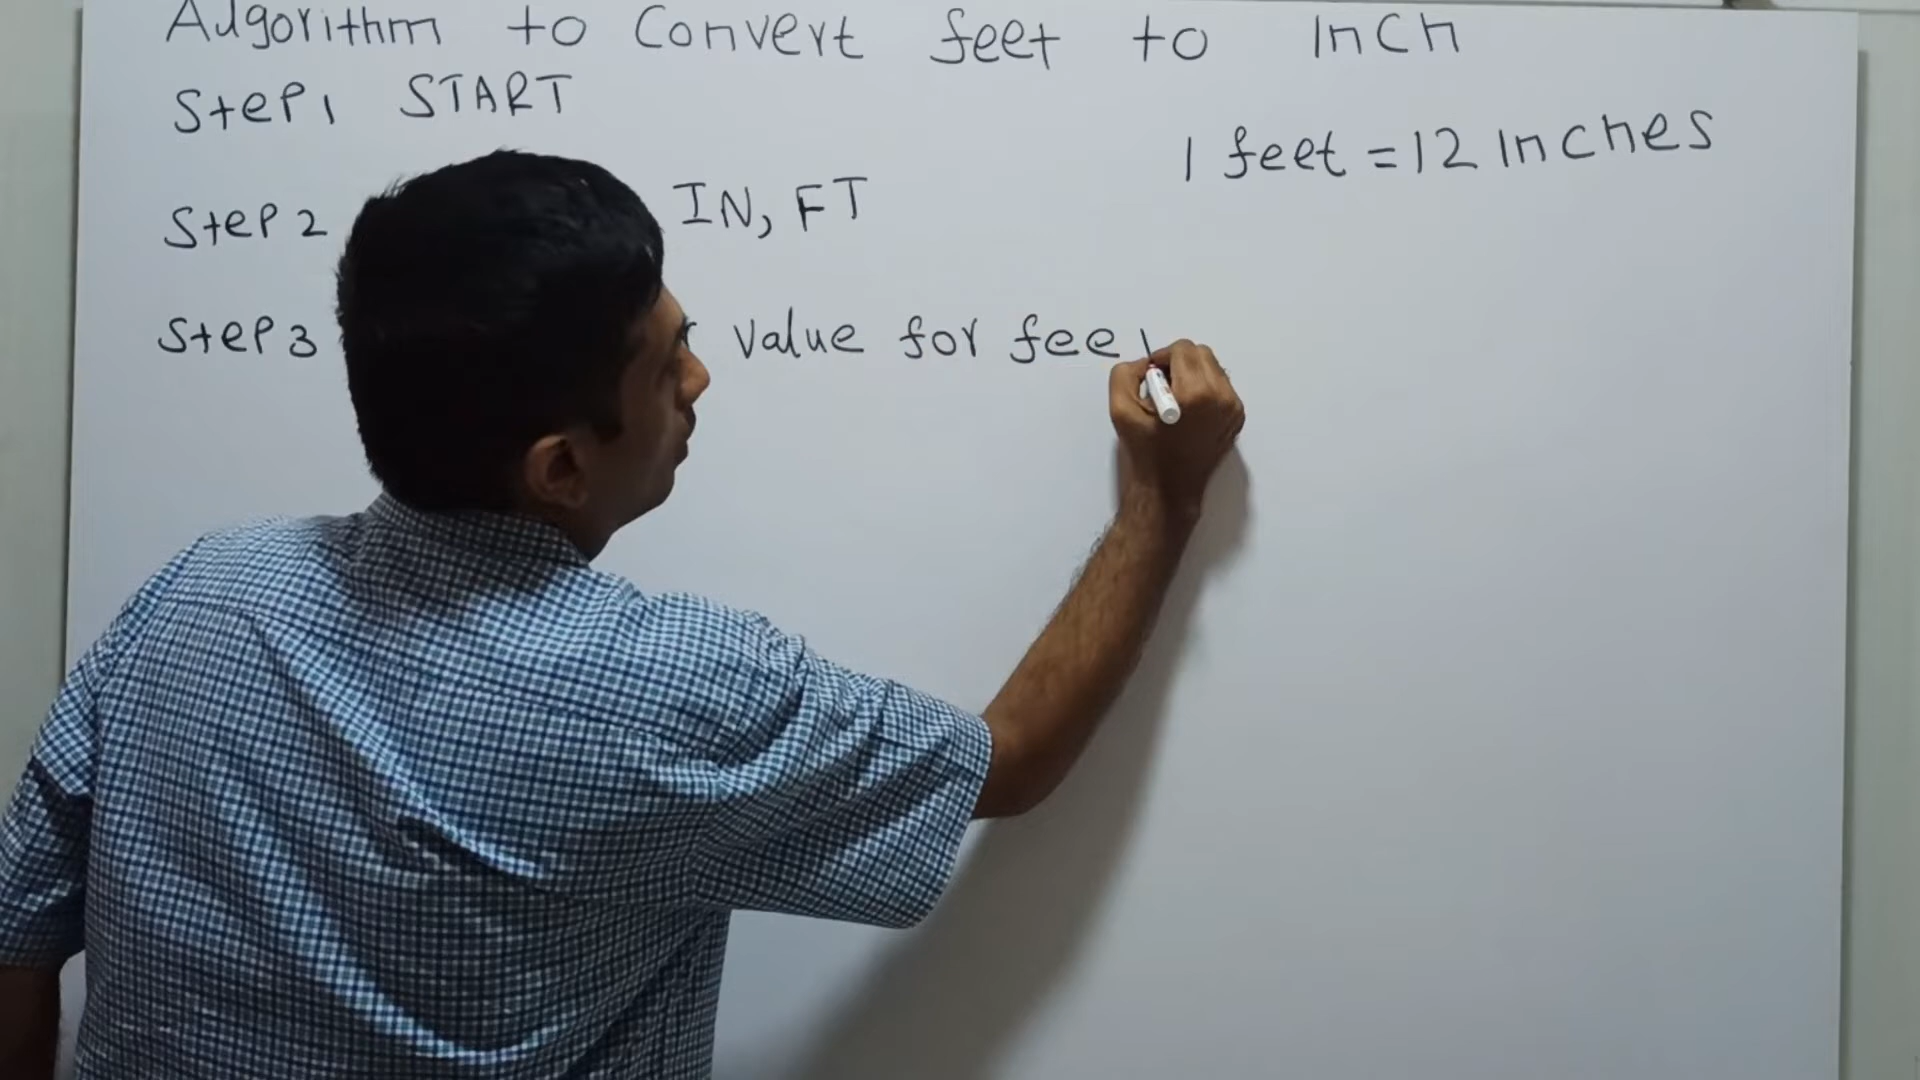 Algorithm to Convert feet to Inch
Step1 START
1 feet = 12 Inches
Step 2 IN, FT
Step 3 Value for fee